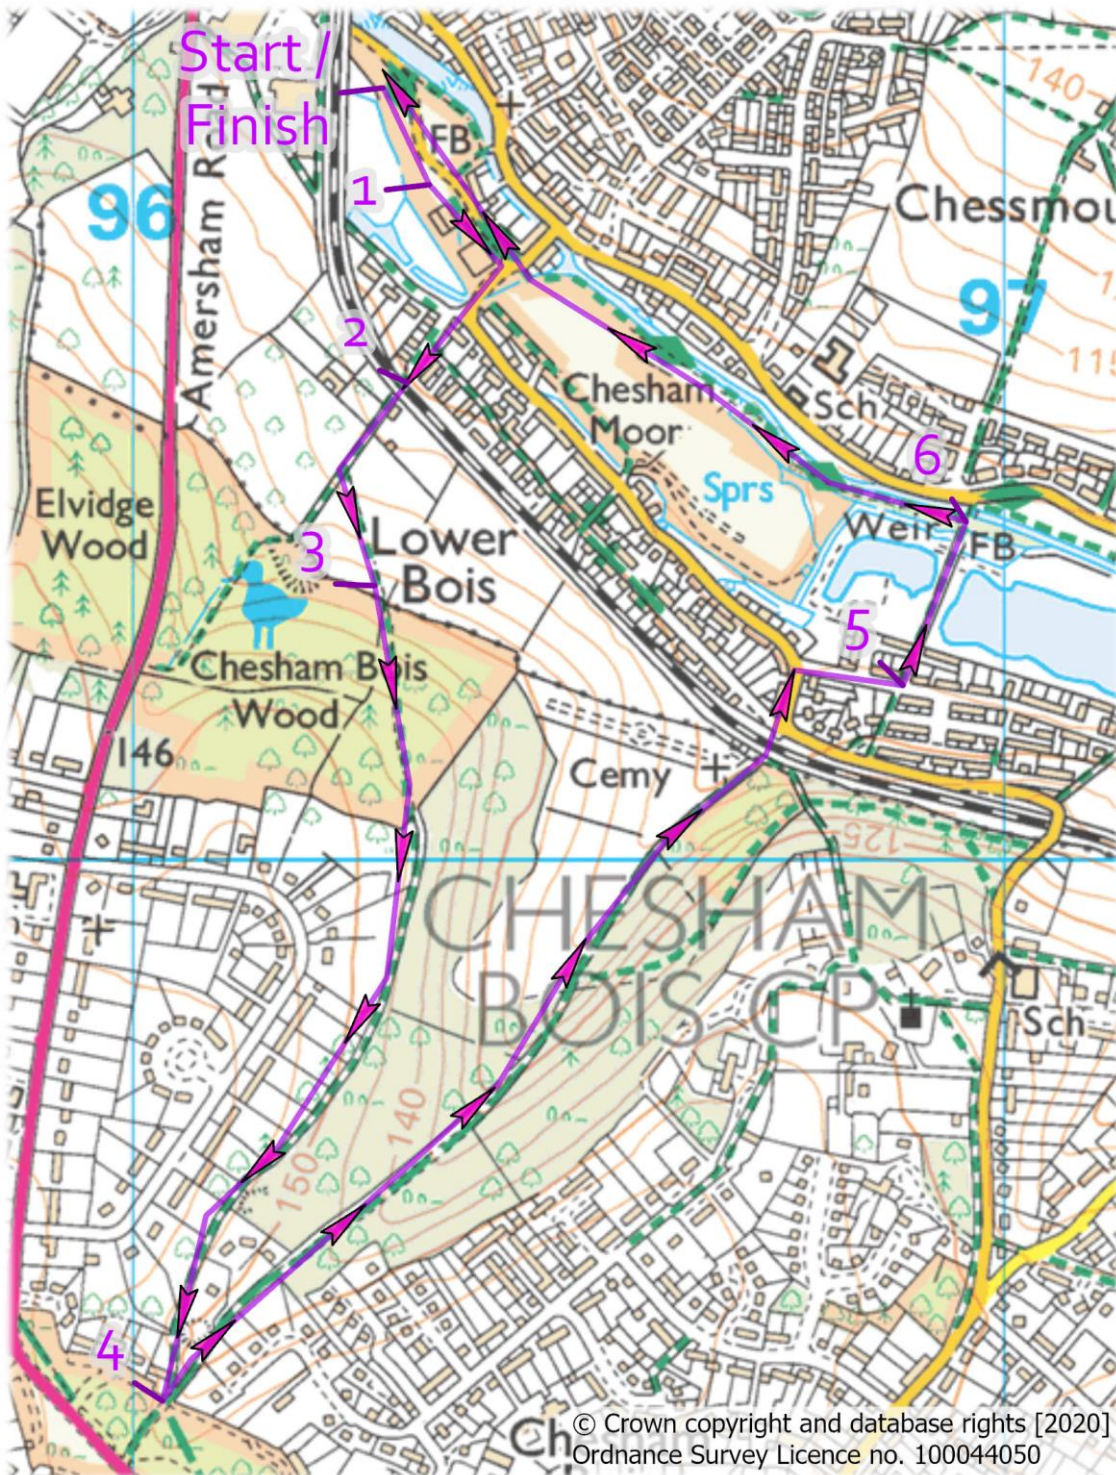 Start /
Finish
FB
1
96
Amersham Road
Chessmou
140
97
2
115
Chesham
Moor
Sch
6
Elvidge
Wood
Sprs
3
Lower
Bois
Weir
FB
5
Chesham Bois
Wood
146
Cemy
125
CHESHAM
BOIS CP
Sch
140
150
4
Che
© Crown copyright and database rights [2020]
Ordnance Survey Licence no. 100044050